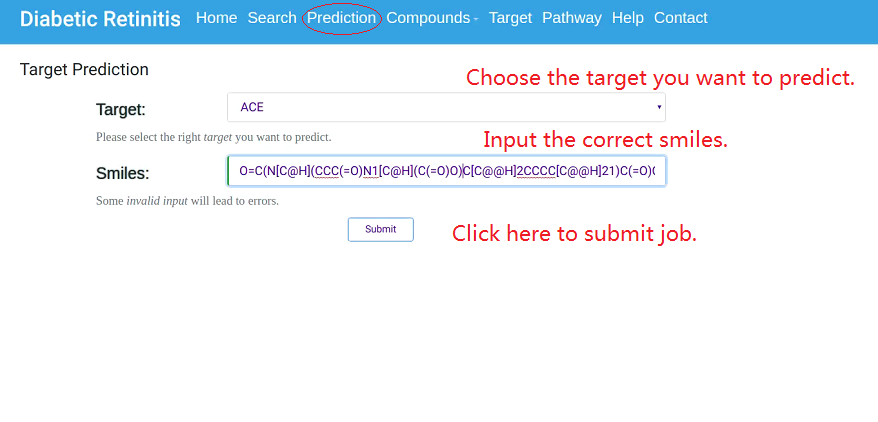 Diabetic Retinitis Home Search Prediction Compounds Target Pathway Help Contact
Target Prediction
Choose the target you want to predict.
Target: ACE
Please select the right target you want to predict.
Input the correct smiles.
Smiles: O=C(N[C@H](CCC(=O)N1[C@H](C(=O)O)C[C@@H]2CCCC[C@@H]21)C(=O)
Some invalid input will lead to errors.
Submit
Click here to submit job.